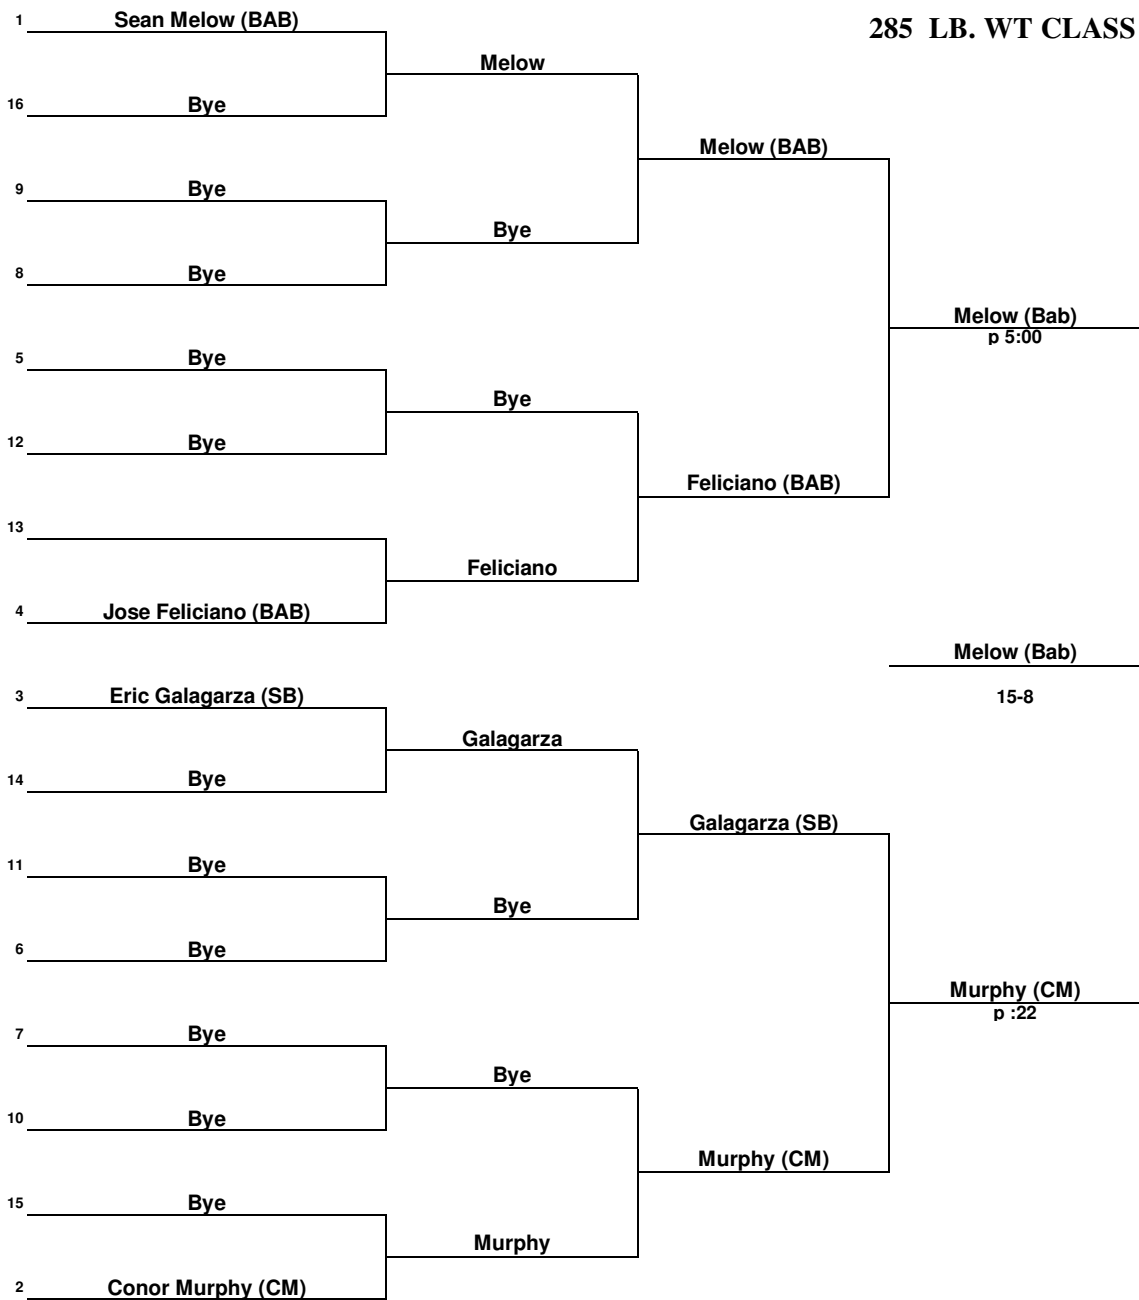 285 LB. WT CLASS
1 Sean Melow (BAB)
Melow
16 Bye
Melow (BAB)
9 Bye
Bye
8 Bye
Melow (Bab)
p 5:00
5 Bye
Bye
12 Bye
Feliciano (BAB)
13
Feliciano
4 Jose Feliciano (BAB)
Melow (Bab)
15-8
3 Eric Galagarza (SB)
Galagarza
14 Bye
Galagarza (SB)
11 Bye
Bye
6 Bye
Murphy (CM)
p :22
7 Bye
Bye
10 Bye
Murphy (CM)
15 Bye
Murphy
2 Conor Murphy (CM)